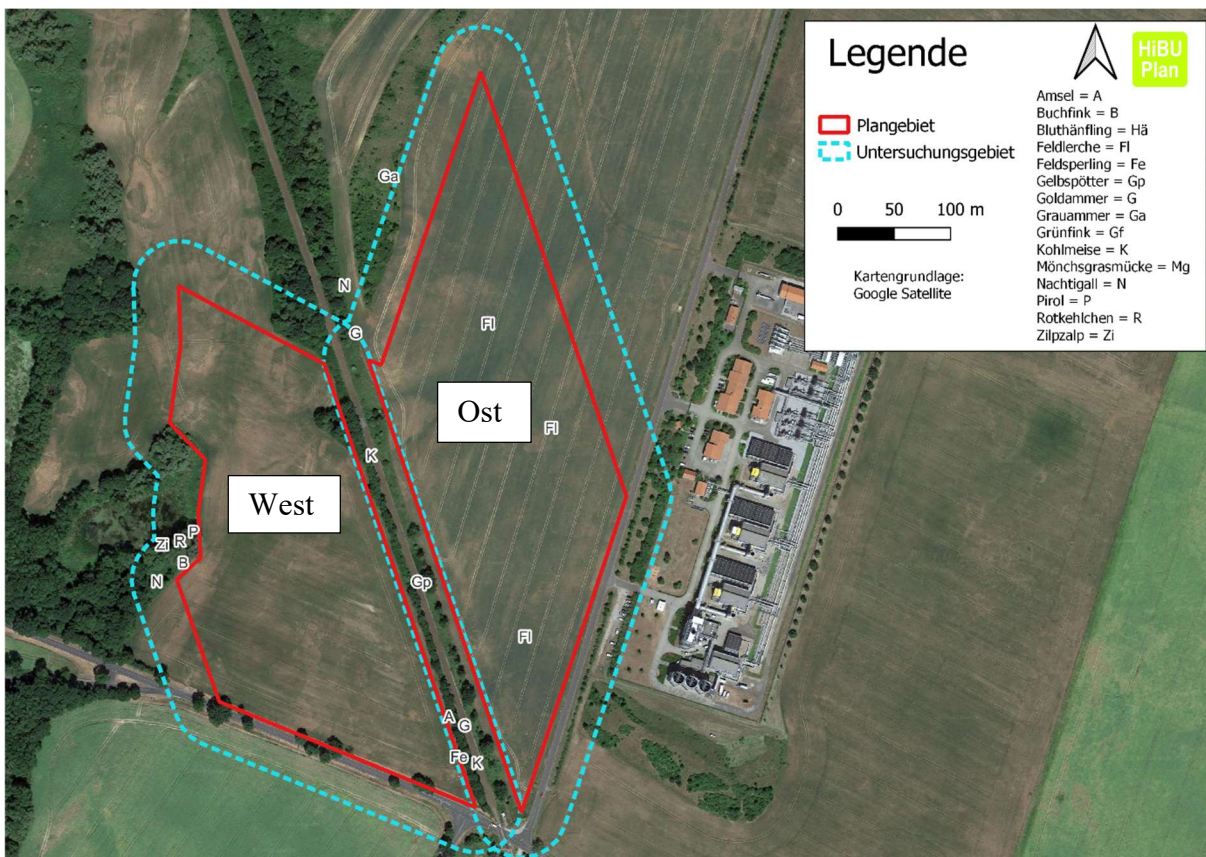 Legende
HiBU
Plan
Plangebiet
Untersuchungsgebiet
0 50 100 m
Kartengrundlage:
Google Satellite
Amsel = A
Buchfink = B
Bluthänfling = Hä
Feldlerche = Fl
Feldsperling = Fe
Gelbspötter = Gp
Goldammer = G
Grauammer = Ga
Grünfink = Gf
Kohlmeise = K
Mönchsgrasmücke = Mg
Nachtigall = N
Pirol = P
Rotkehlchen = R
Zilpzalp = Zi
Ga
N
G
Fl
Ost
Fl
K
West
P
R
Zi
B
N
Gp
Fl
A
G
Fe
K